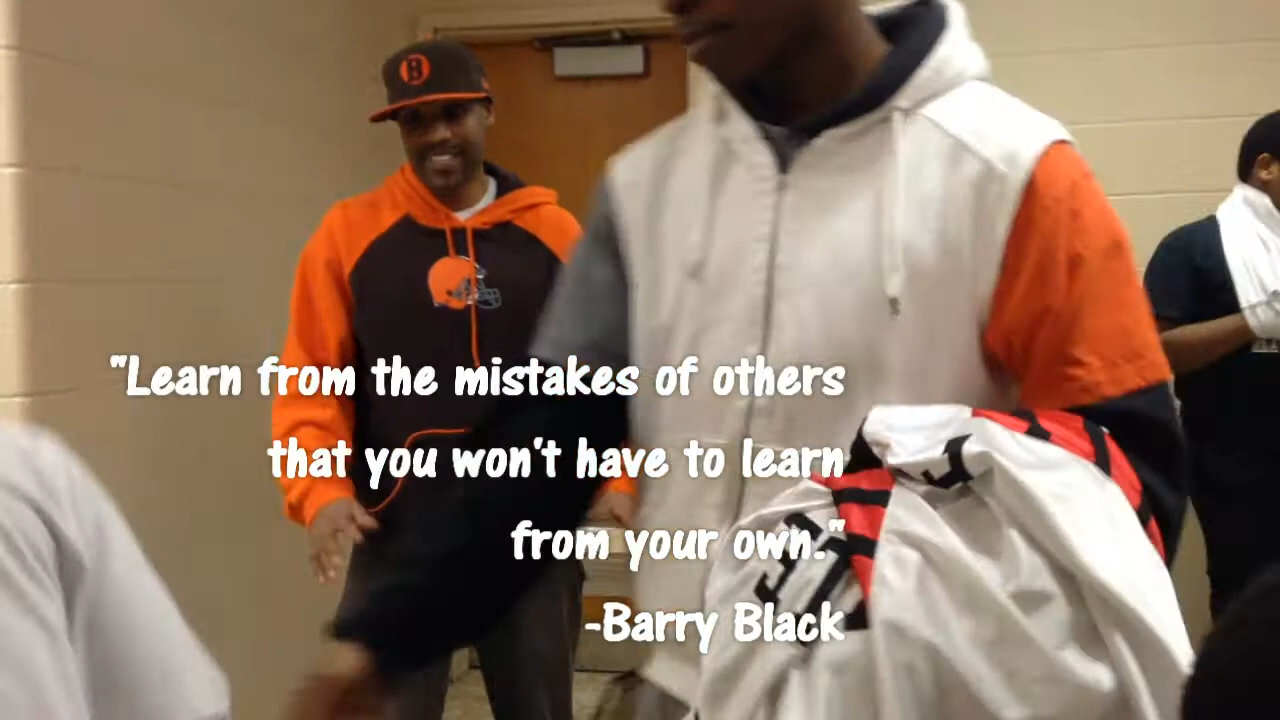 "Learn from the mistakes of others
that you won't have to learn
from your own."
-Barry Black